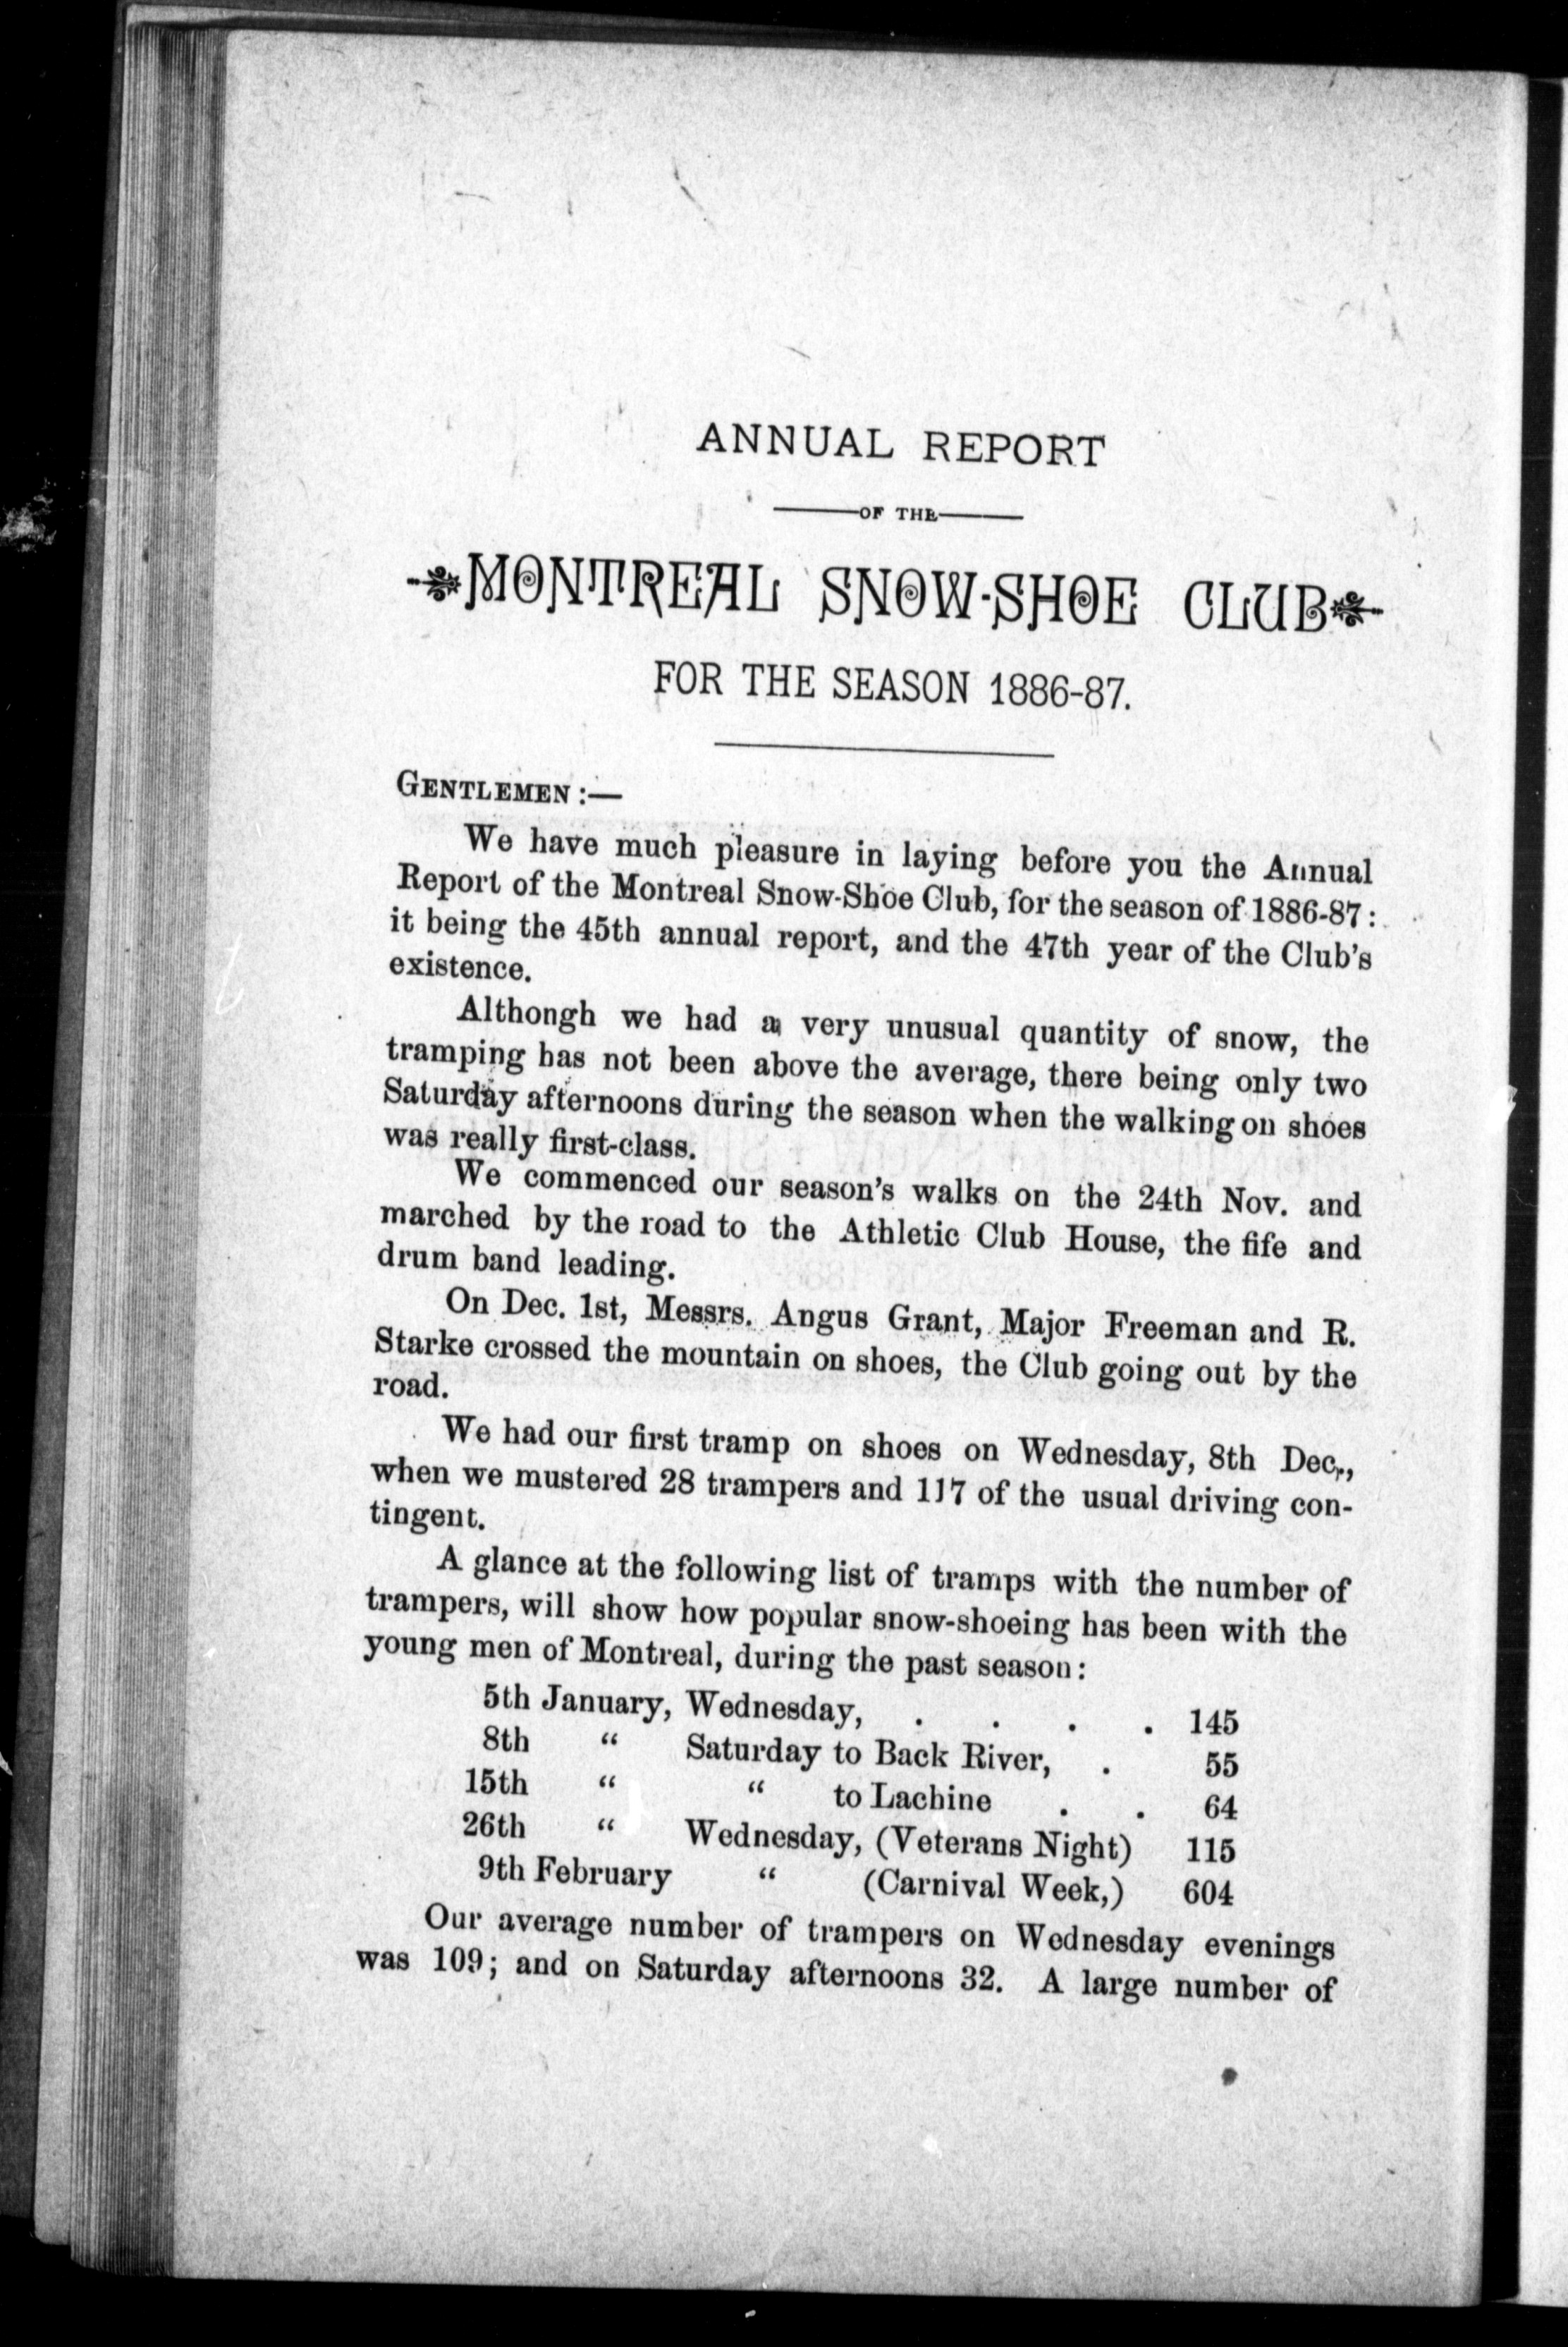 ANNUAL REPORT
OF THE
MONTREAL SNOW-SHOE CLUB
FOR THE SEASON 1886-87.
GENTLEMEN:—
We have much pleasure in laying before you the Annual
Report of the Montreal Snow-Shoe Club, for the season of 1886-87:
it being the 45th annual report, and the 47th year of the Club's
existence.
Althongh we had a very unusual quantity of snow, the
tramping has not been above the average, there being only two
Saturday afternoons during the season when the walking on shoes
was really first-class.
We commenced our season's walks on the 24th Nov. and
marched by the road to the Athletic Club House, the fife and
drum band leading.
On Dec. 1st, Messrs. Angus Grant, Major Freeman and R.
Starke crossed the mountain on shoes, the Club going out by the
road.
We had our first tramp on shoes on Wednesday, 8th Dec.,
when we mustered 28 trampers and 117 of the usual driving con-
tingent.
A glance at the following list of tramps with the number of
trampers, will show how popular snow-shoeing has been with the
young men of Montreal, during the past season:
5th January, Wednesday, . . . . 145
8th " Saturday to Back River, . 55
15th " " to Lachine . . 64
26th " Wednesday, (Veterans Night) 115
9th February " (Carnival Week,) 604
Our average number of trampers on Wednesday evenings
was 109; and on Saturday afternoons 32. A large number of